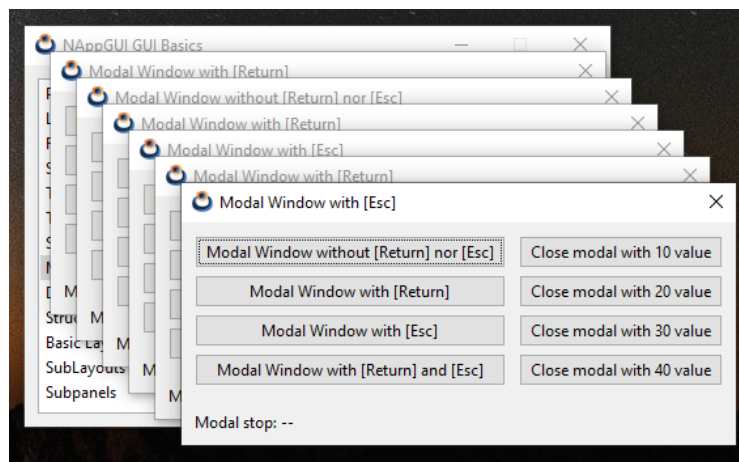 NAppGUI GUI Basics
Modal Window with [Return]
Modal Window without [Return] nor [Esc]
Modal Window with [Return]
Modal Window with [Esc]
Modal Window with [Return]
Modal Window with [Esc]
Modal Window without [Return] nor [Esc]
Close modal with 10 value
Modal Window with [Return]
Close modal with 20 value
Modal Window with [Esc]
Close modal with 30 value
Modal Window with [Return] and [Esc]
Close modal with 40 value
Modal stop: --
Basic Lay
SubLayouts
Subpanels
M
M
M
M
M